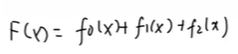 F(x) = f0(x) + f1(x) + f2(x)